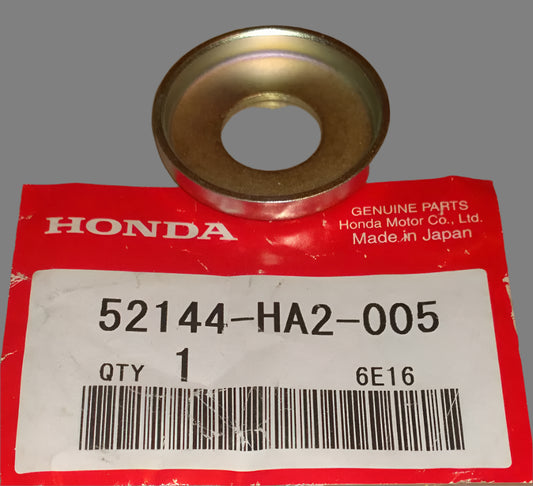 HONDA
GENUINE PARTS
Honda Motor Co., Ltd.
Made in Japan
52144-HA2-005
QTY 1 6E16